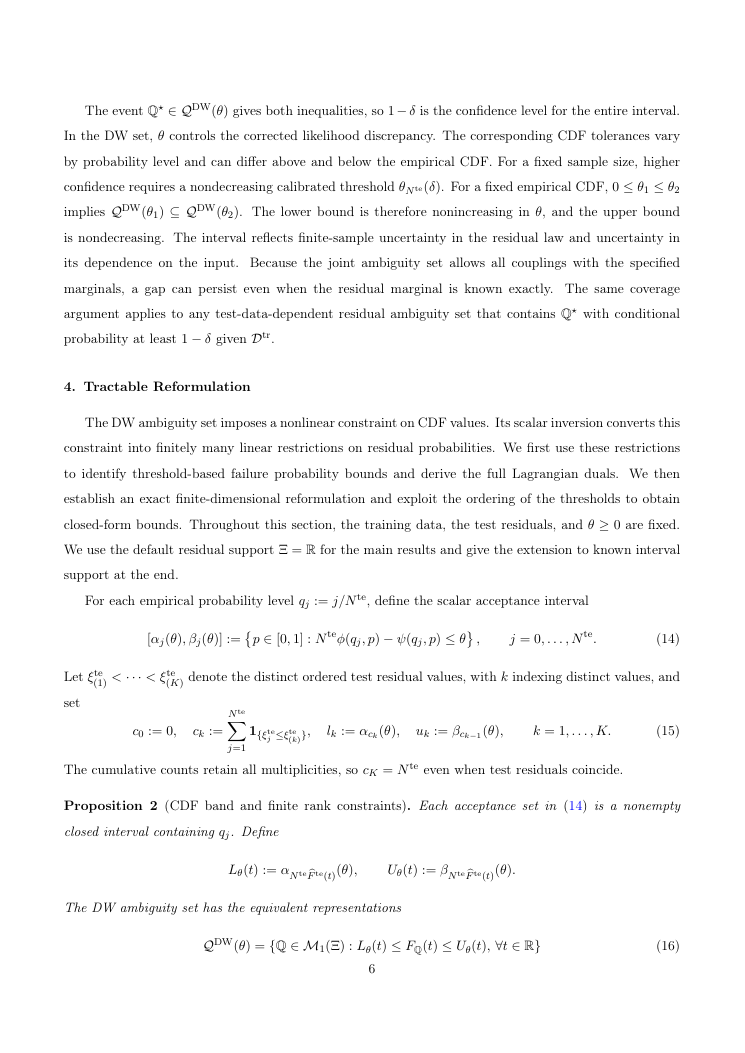 The event ℚ⋆ ∈ 𝒬^DW(θ) gives both inequalities, so 1 − δ is the confidence level for the entire interval.
In the DW set, θ controls the corrected likelihood discrepancy. The corresponding CDF tolerances vary
by probability level and can differ above and below the empirical CDF. For a fixed sample size, higher
confidence requires a nondecreasing calibrated threshold θ_{N^te}(δ). For a fixed empirical CDF, 0 ≤ θ₁ ≤ θ₂
implies 𝒬^DW(θ₁) ⊆ 𝒬^DW(θ₂). The lower bound is therefore nonincreasing in θ, and the upper bound
is nondecreasing. The interval reflects finite-sample uncertainty in the residual law and uncertainty in
its dependence on the input. Because the joint ambiguity set allows all couplings with the specified
marginals, a gap can persist even when the residual marginal is known exactly. The same coverage
argument applies to any test-data-dependent residual ambiguity set that contains ℚ⋆ with conditional
probability at least 1 − δ given 𝒟^tr.
4. Tractable Reformulation
The DW ambiguity set imposes a nonlinear constraint on CDF values. Its scalar inversion converts this
constraint into finitely many linear restrictions on residual probabilities. We first use these restrictions
to identify threshold-based failure probability bounds and derive the full Lagrangian duals. We then
establish an exact finite-dimensional reformulation and exploit the ordering of the thresholds to obtain
closed-form bounds. Throughout this section, the training data, the test residuals, and θ ≥ 0 are fixed.
We use the default residual support Ξ = ℝ for the main results and give the extension to known interval
support at the end.
For each empirical probability level q_j := j/N^te, define the scalar acceptance interval
[α_j(θ), β_j(θ)] := {p ∈ [0, 1] : N^te ϕ(q_j, p) − ψ(q_j, p) ≤ θ}, j = 0, . . . , N^te. (14)
Let ξ^te_(1) < · · · < ξ^te_(K) denote the distinct ordered test residual values, with k indexing distinct values, and
set
c₀ := 0, c_k := ∑_{j=1}^{N^te} 𝟏_{ξ^te_j ≤ ξ^te_(k)}, l_k := α_{c_k}(θ), u_k := β_{c_{k−1}}(θ), k = 1, . . . , K. (15)
The cumulative counts retain all multiplicities, so c_K = N^te even when test residuals coincide.
Proposition 2 (CDF band and finite rank constraints). Each acceptance set in (14) is a nonempty
closed interval containing q_j. Define
L_θ(t) := α_{N^te F̂^te(t)}(θ), U_θ(t) := β_{N^te F̂^te(t)}(θ).
The DW ambiguity set has the equivalent representations
𝒬^DW(θ) = {ℚ ∈ ℳ₁(Ξ) : L_θ(t) ≤ F_ℚ(t) ≤ U_θ(t), ∀t ∈ ℝ} (16)
6